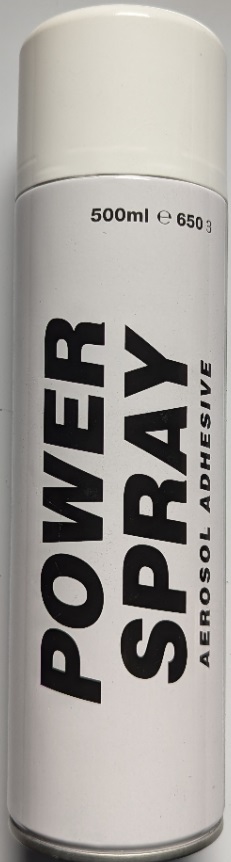 500ml ℮ 650
POWER
SPRAY
AEROSOL ADHESIVE